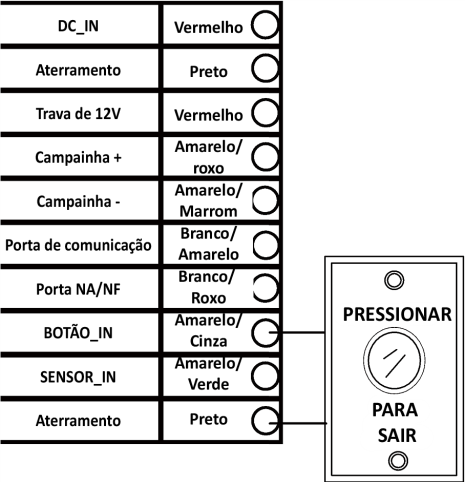 DC_IN Vermelho
Aterramento Preto
Trava de 12V Vermelho
Campainha + Amarelo/
roxo
Campainha - Amarelo/
Marrom
Porta de comunicação Branco/
Amarelo
Porta NA/NF Branco/
Roxo
BOTÃO_IN Amarelo/
Cinza
SENSOR_IN Amarelo/
Verde
Aterramento Preto
PRESSIONAR
PARA
SAIR